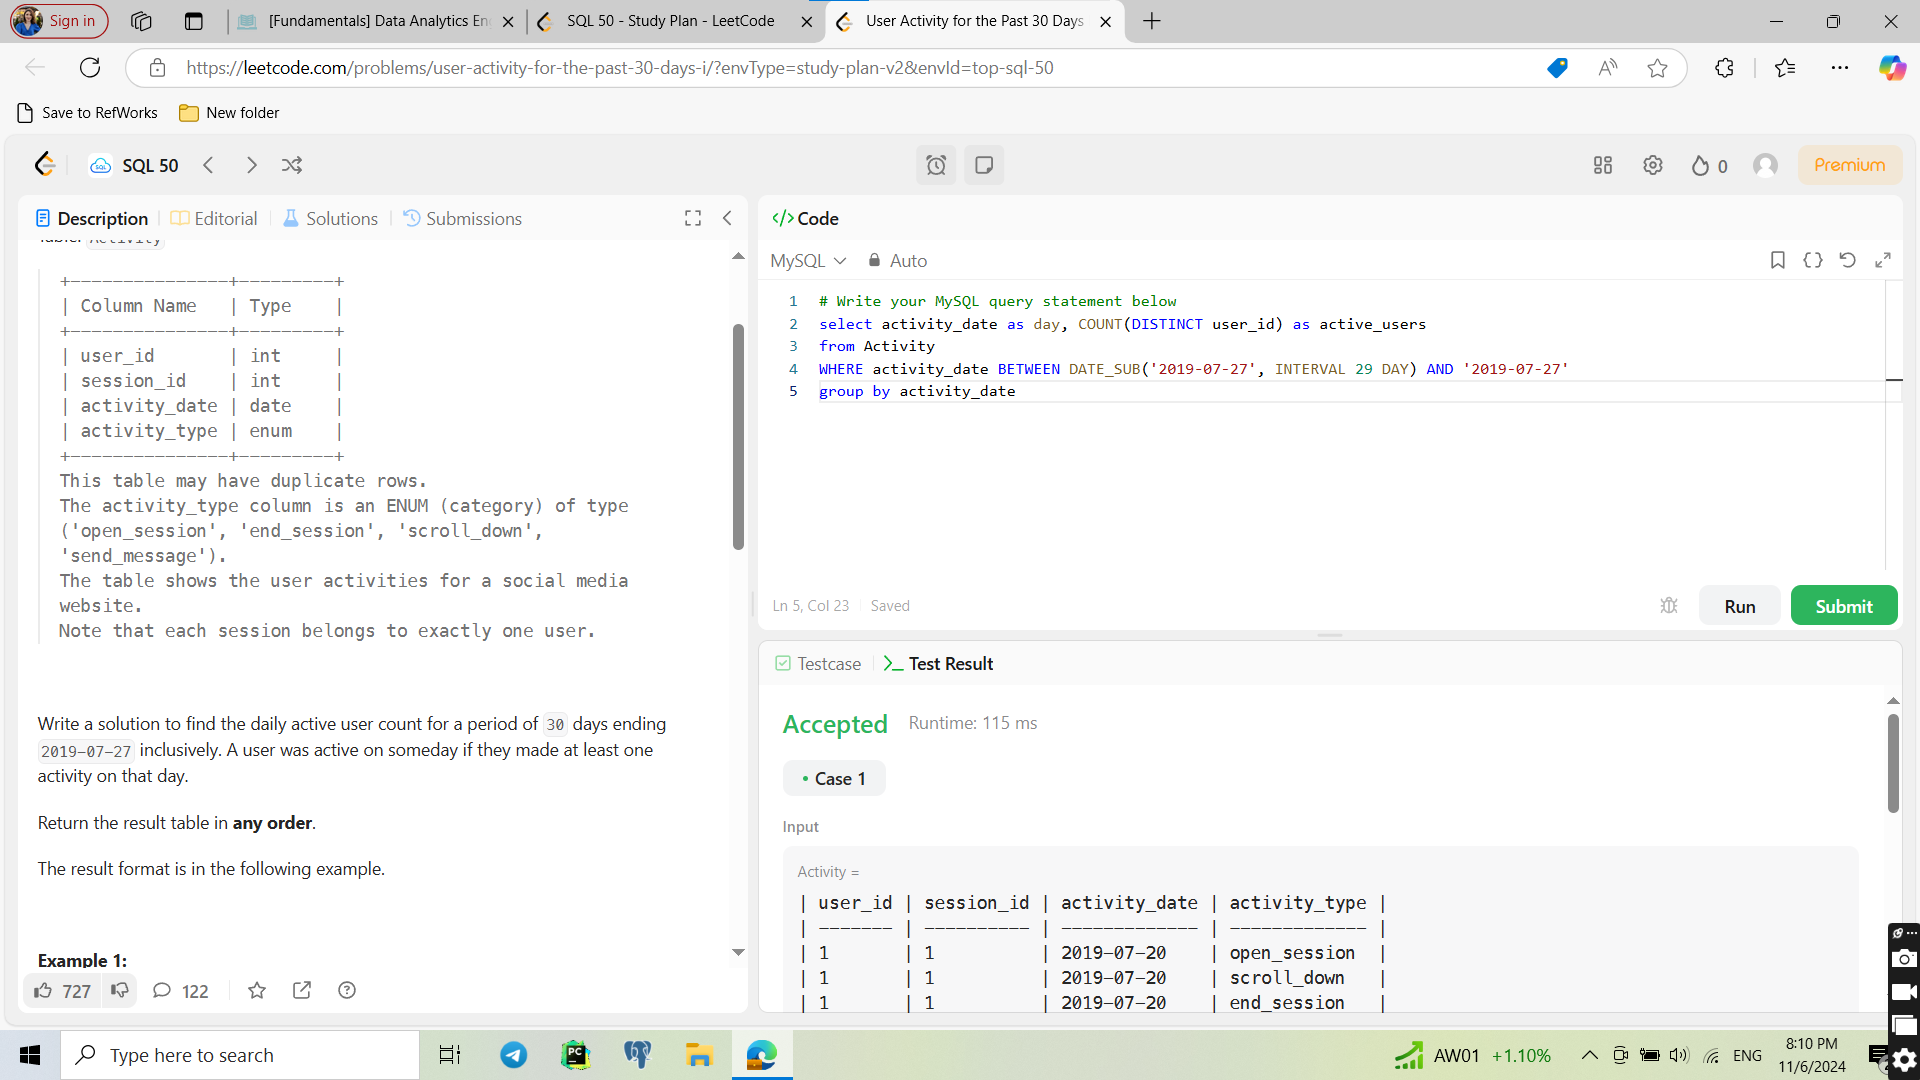 Sign in
[Fundamentals] Data Analytics En
SQL 50 - Study Plan - LeetCode
User Activity for the Past 30 Days
https://leetcode.com/problems/user-activity-for-the-past-30-days-i/?envType=study-plan-v2&envId=top-sql-50
Save to RefWorks
New folder
SQL 50
0
Premium
Description
Editorial
Solutions
Submissions
Table: Activity
+---------------+---------+
| Column Name   | Type    |
+---------------+---------+
| user_id       | int     |
| session_id    | int     |
| activity_date | date    |
| activity_type | enum    |
+---------------+---------+
This table may have duplicate rows.
The activity_type column is an ENUM (category) of type
('open_session', 'end_session', 'scroll_down',
'send_message').
The table shows the user activities for a social media
website.
Note that each session belongs to exactly one user.
Write a solution to find the daily active user count for a period of 30 days ending
2019-07-27 inclusively. A user was active on someday if they made at least one
activity on that day.
Return the result table in any order.
The result format is in the following example.
Example 1:
727
122
</> Code
MySQL
Auto
1 # Write your MySQL query statement below
2 select activity_date as day, COUNT(DISTINCT user_id) as active_users
3 from Activity
4 WHERE activity_date BETWEEN DATE_SUB('2019-07-27', INTERVAL 29 DAY) AND '2019-07-27'
5 group by activity_date
Ln 5, Col 23
Saved
Run
Submit
Testcase
Test Result
Accepted
Runtime: 115 ms
• Case 1
Input
Activity =
| user_id | session_id | activity_date | activity_type |
| ------- | ---------- | ------------- | ------------- |
| 1       | 1          | 2019-07-20    | open_session  |
| 1       | 1          | 2019-07-20    | scroll_down   |
| 1       | 1          | 2019-07-20    | end_session   |
Type here to search
PC
AW01 +1.10%
ENG
8:10 PM
11/6/2024